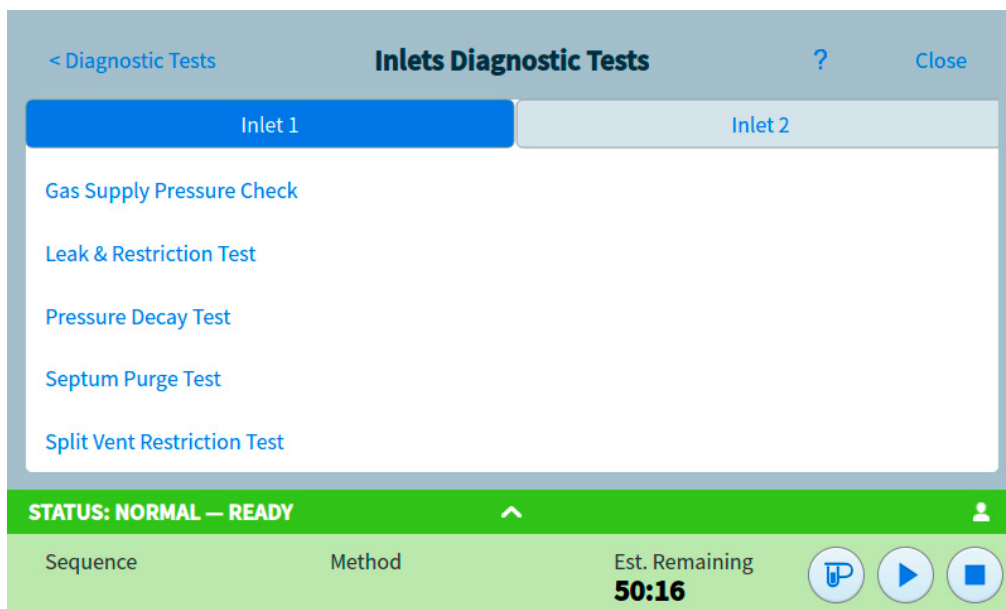 < Diagnostic Tests Inlets Diagnostic Tests ? Close
Inlet 1 Inlet 2
Gas Supply Pressure Check
Leak & Restriction Test
Pressure Decay Test
Septum Purge Test
Split Vent Restriction Test
STATUS: NORMAL — READY
Sequence Method Est. Remaining
50:16